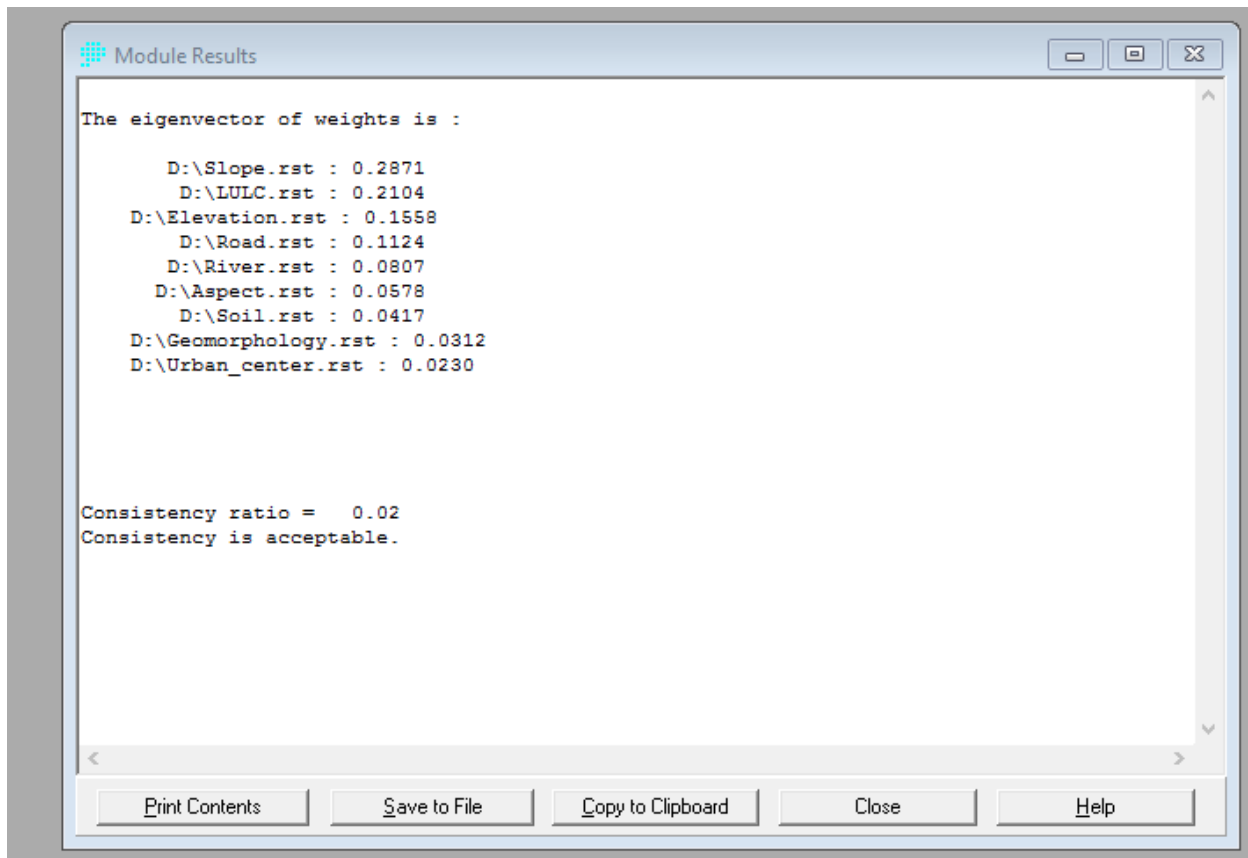 Module Results
The eigenvector of weights is :
D:\Slope.rst : 0.2871
D:\LULC.rst : 0.2104
D:\Elevation.rst : 0.1558
D:\Road.rst : 0.1124
D:\River.rst : 0.0807
D:\Aspect.rst : 0.0578
D:\Soil.rst : 0.0417
D:\Geomorphology.rst : 0.0312
D:\Urban_center.rst : 0.0230
Consistency ratio = 0.02
Consistency is acceptable.
Print Contents Save to File Copy to Clipboard Close Help